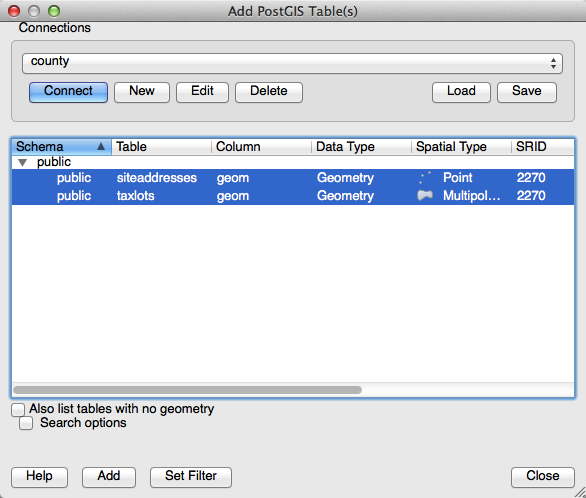 Add PostGIS Table(s)
Connections
county
Connect New Edit Delete Load Save
Schema Table Column Data Type Spatial Type SRID
public
public siteaddresses geom Geometry Point 2270
public taxlots geom Geometry Multipol... 2270
Also list tables with no geometry
Search options
Help Add Set Filter Close